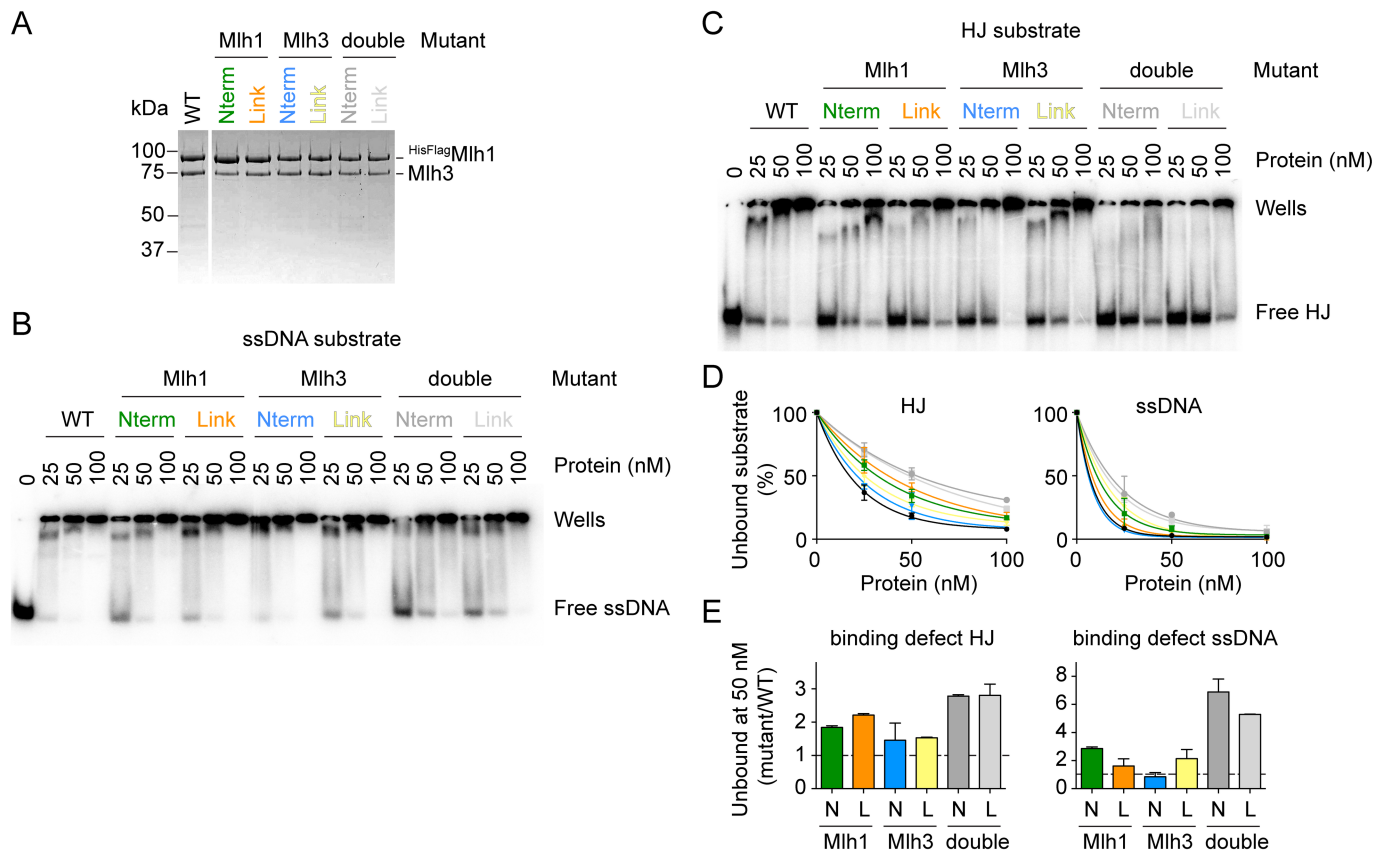 A
Mlh1 Mlh3 double Mutant
kDa WT Nterm Link Nterm Link Nterm Link
100
75
50
37
HisFlagMlh1
Mlh3
B
ssDNA substrate
Mlh1 Mlh3 double Mutant
WT Nterm Link Nterm Link Nterm Link
0 25 50 100 25 50 100 25 50 100 25 50 100 25 50 100 25 50 100 25 50 100 Protein (nM)
Wells
Free ssDNA
C
HJ substrate
Mlh1 Mlh3 double Mutant
WT Nterm Link Nterm Link Nterm Link
0 25 50 100 25 50 100 25 50 100 25 50 100 25 50 100 25 50 100 25 50 100 Protein (nM)
Wells
Free HJ
D
HJ
Unbound substrate
(%)
100
50
0
0 50 100
Protein (nM)
ssDNA
100
50
0
0 50 100
Protein (nM)
E
binding defect HJ
Unbound at 50 nM
(mutant/WT)
3
2
1
0
N L N L N L
Mlh1 Mlh3 double
binding defect ssDNA
8
6
4
2
0
N L N L N L
Mlh1 Mlh3 double